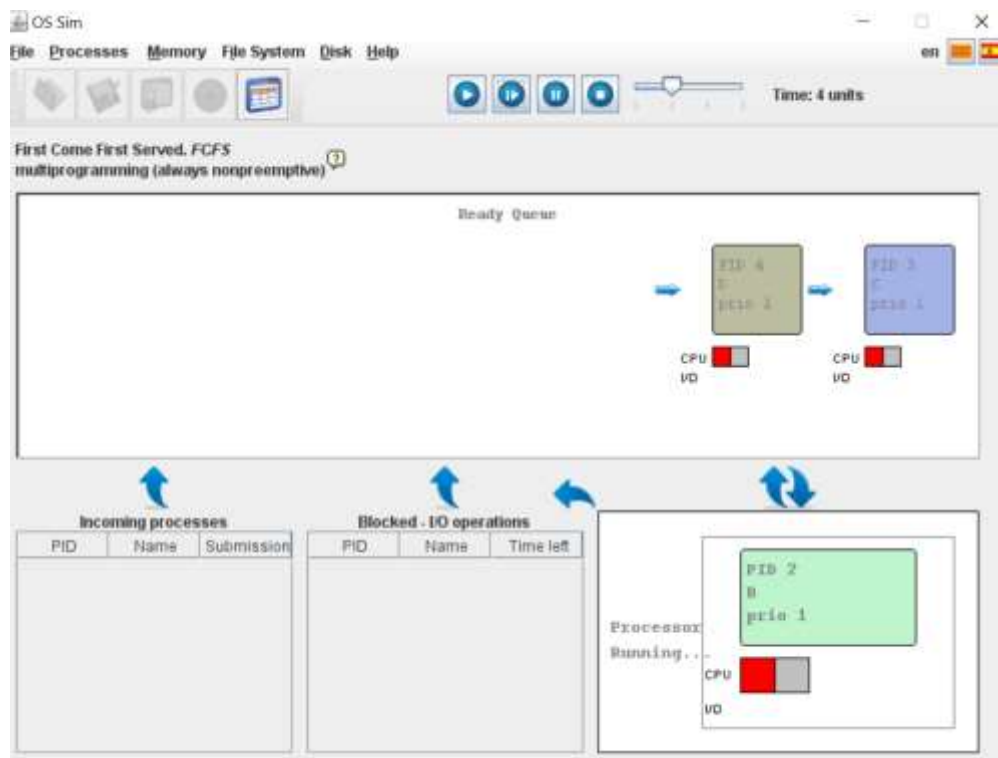 OS Sim
File Processes Memory File System Disk Help
en
Time: 4 units
First Come First Served. FCFS
multiprogramming (always nonpreemptive)
?
Ready Queue
PID 4
prio 1
PID 3
C
prio 1
CPU
I/O
CPU
I/O
Incoming processes
PID Name Submission
Blocked - I/O operations
PID Name Time left
PID 2
B
prio 1
Processor
Running...
CPU
I/O